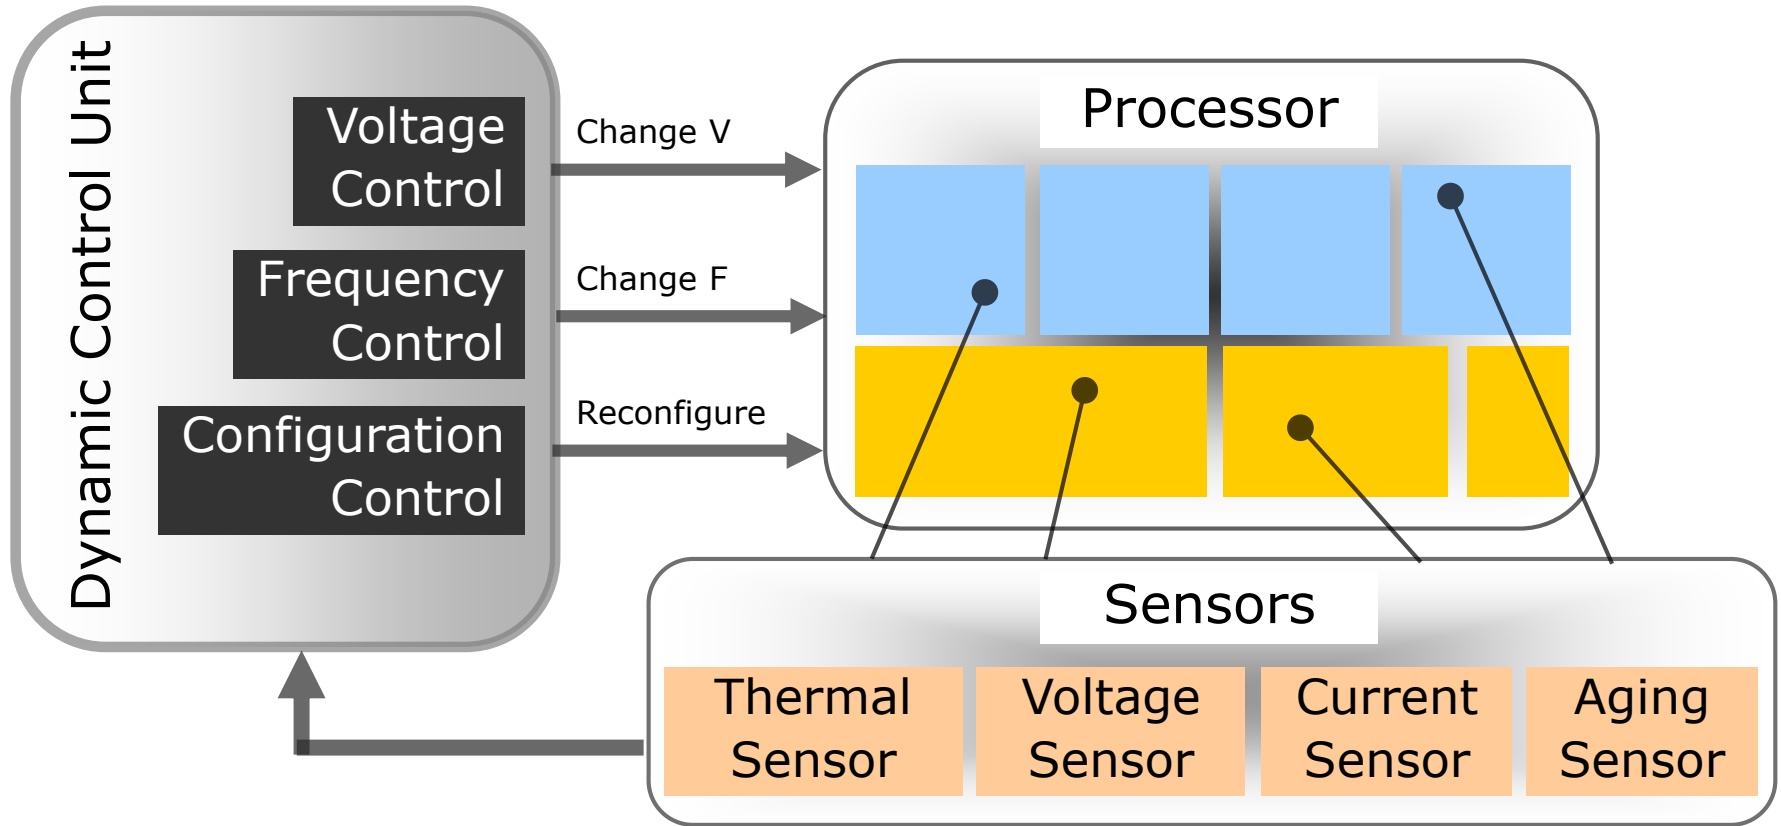 Dynamic Control Unit
Voltage
Control
Frequency
Control
Configuration
Control
Change V
Change F
Reconfigure
Processor
Sensors
Thermal
Sensor
Voltage
Sensor
Current
Sensor
Aging
Sensor